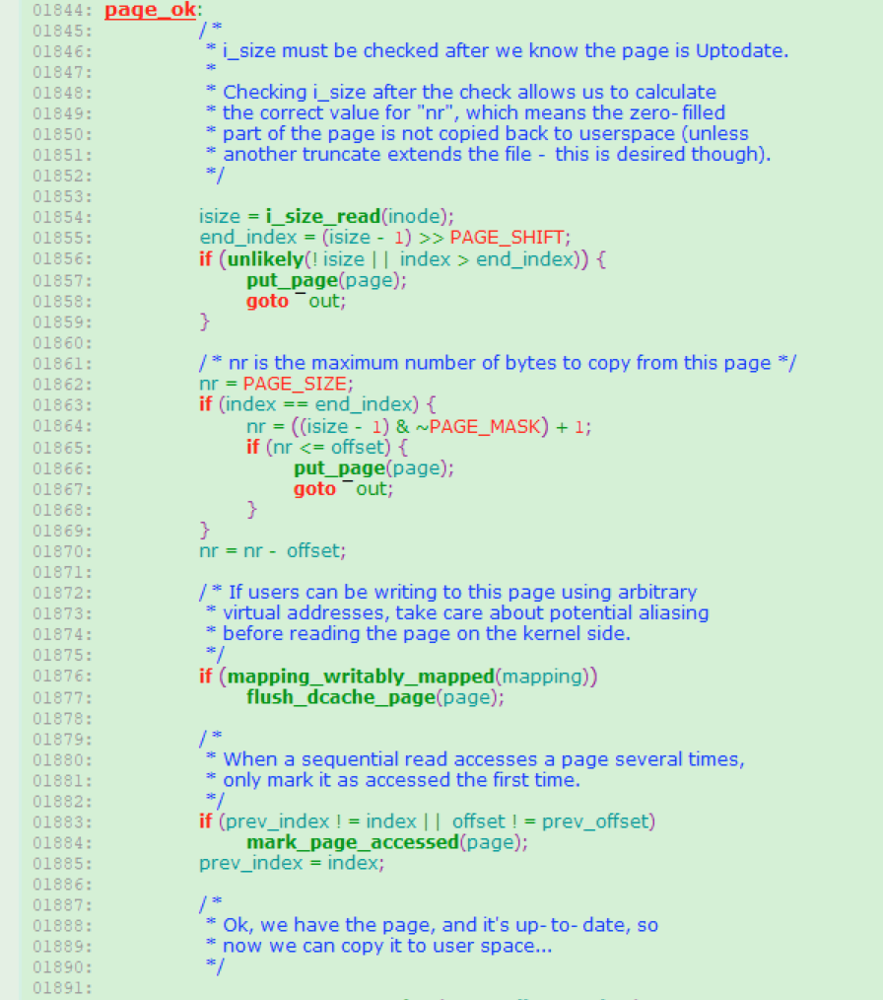 01844: page_ok:
01845: /*
01846: * i_size must be checked after we know the page is Uptodate.
01847: *
01848: * Checking i_size after the check allows us to calculate
01849: * the correct value for "nr", which means the zero-filled
01850: * part of the page is not copied back to userspace (unless
01851: * another truncate extends the file - this is desired though).
01852: */
01853:
01854: isize = i_size_read(inode);
01855: end_index = (isize - 1) >> PAGE_SHIFT;
01856: if (unlikely(!isize || index > end_index)) {
01857: put_page(page);
01858: goto out;
01859: }
01860:
01861: /* nr is the maximum number of bytes to copy from this page */
01862: nr = PAGE_SIZE;
01863: if (index == end_index) {
01864: nr = ((isize - 1) & ~PAGE_MASK) + 1;
01865: if (nr <= offset) {
01866: put_page(page);
01867: goto out;
01868: }
01869: }
01870: nr = nr - offset;
01871:
01872: /* If users can be writing to this page using arbitrary
01873: * virtual addresses, take care about potential aliasing
01874: * before reading the page on the kernel side.
01875: */
01876: if (mapping_writably_mapped(mapping))
01877: flush_dcache_page(page);
01878:
01879: /*
01880: * When a sequential read accesses a page several times,
01881: * only mark it as accessed the first time.
01882: */
01883: if (prev_index != index || offset != prev_offset)
01884: mark_page_accessed(page);
01885: prev_index = index;
01886:
01887: /*
01888: * Ok, we have the page, and it's up-to-date, so
01889: * now we can copy it to user space...
01890: */
01891: